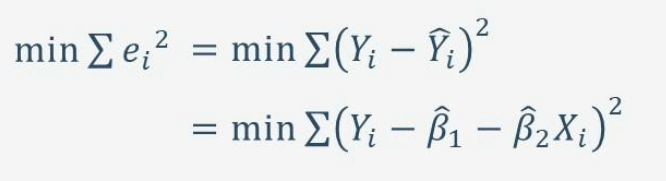 min ∑ eᵢ² = min ∑(Yᵢ − Ŷᵢ)²
= min ∑(Yᵢ − β̂₁ − β̂₂Xᵢ)²